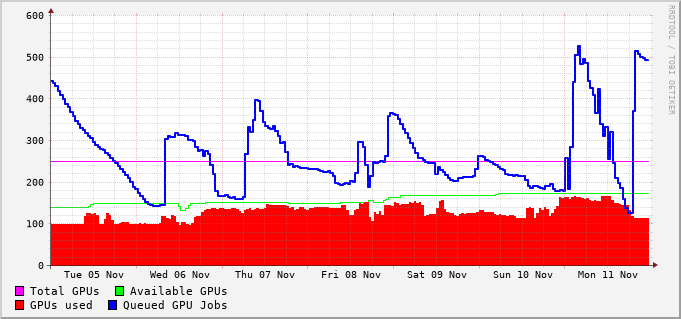 600
500
400
300
200
100
0
Tue 05 Nov Wed 06 Nov Thu 07 Nov Fri 08 Nov Sat 09 Nov Sun 10 Nov Mon 11 Nov
Total GPUs Available GPUs
GPUs used Queued GPU Jobs
RRDTOOL / TOBI OETIKER